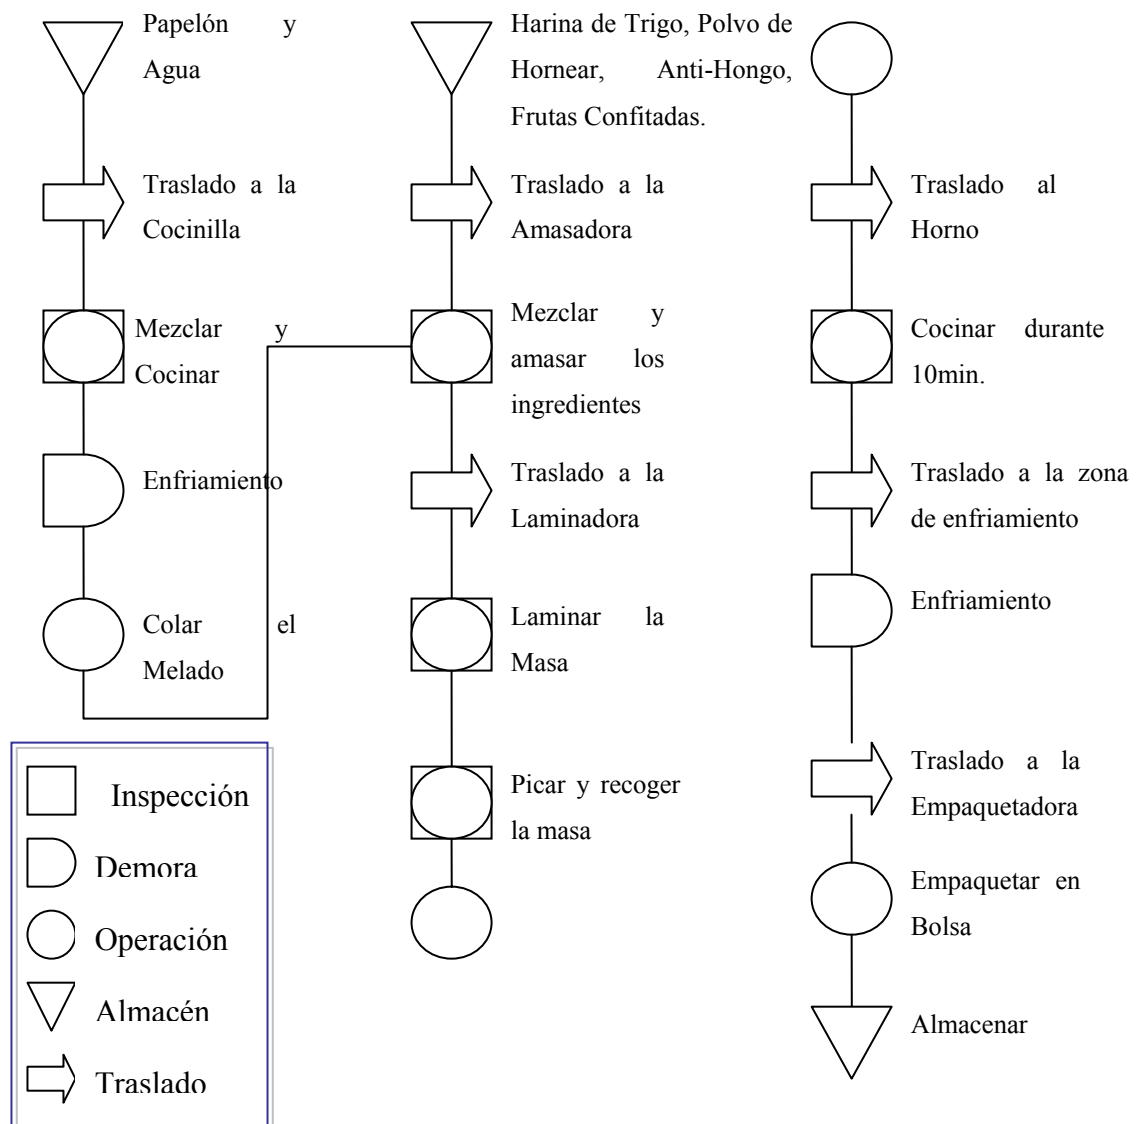 Papelón y
Agua
Traslado a la
Cocinilla
Mezclar y
Cocinar
Enfriamiento
Colar el
Melado
Harina de Trigo, Polvo de
Hornear, Anti-Hongo,
Frutas Confitadas.
Traslado a la
Amasadora
Mezclar y
amasar los
ingredientes
Traslado a la
Laminadora
Laminar la
Masa
Picar y recoger
la masa
Traslado al
Horno
Cocinar durante
10min.
Traslado a la zona
de enfriamiento
Enfriamiento
Traslado a la
Empaquetadora
Empaquetar en
Bolsa
Almacenar
Inspección
Demora
Operación
Almacén
Traslado